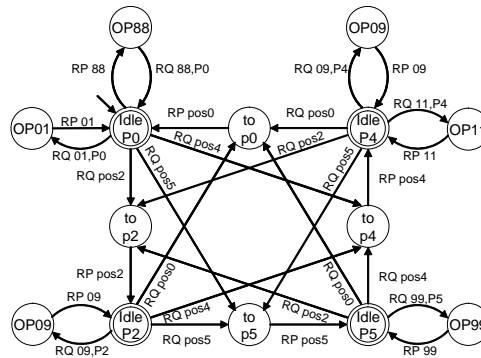 OP88
OP09
RP 88
RQ 88,P0
RQ 09,P4
RP 09
Idle
P0
RP pos0
to
p0
RQ pos0
Idle
P4
RQ 11,P4
OP01
RP 01
RQ 01,P0
RQ pos4
RQ pos2
RP 11
OP11
RQ pos2
RQ pos5
RQ pos5
RP pos4
to
p2
to
p4
RP pos2
RQ pos0
RQ pos0
RQ pos4
OP09
RP 09
RQ 09,P2
Idle
P2
RQ pos4
RQ pos5
to
p5
RQ pos2
RP pos5
Idle
P5
RQ 99,P5
RP 99
OP99